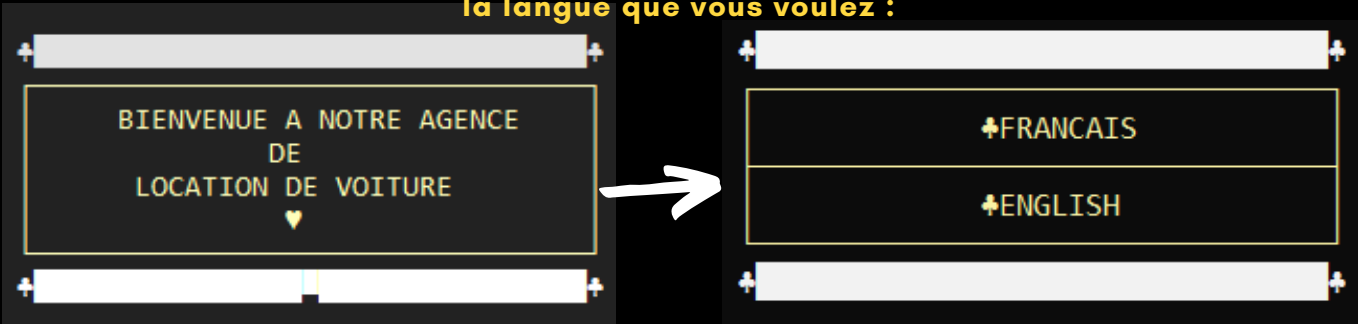 la langue que vous voulez :
BIENVENUE A NOTRE AGENCE
DE
LOCATION DE VOITURE
♥
♣FRANCAIS
♣ENGLISH